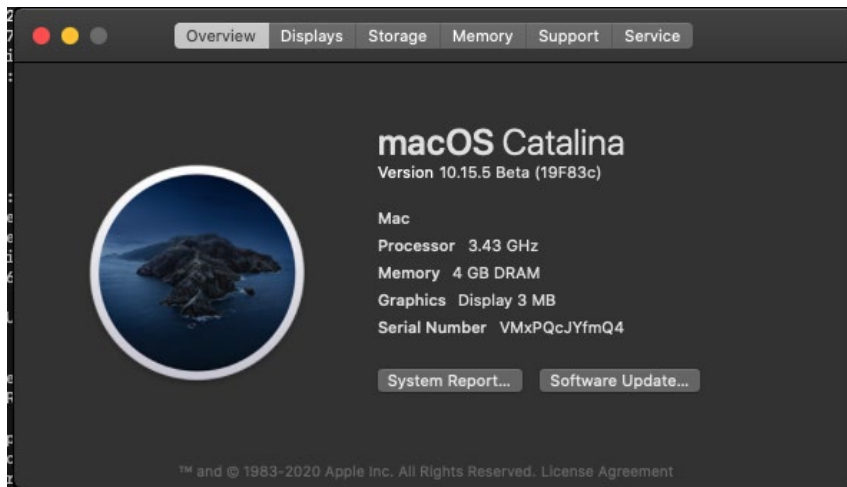 Overview Displays Storage Memory Support Service
macOS Catalina
Version 10.15.5 Beta (19F83c)
Mac
Processor 3.43 GHz
Memory 4 GB DRAM
Graphics Display 3 MB
Serial Number VMxPQcJYfmQ4
System Report... Software Update...
™ and © 1983-2020 Apple Inc. All Rights Reserved. License Agreement